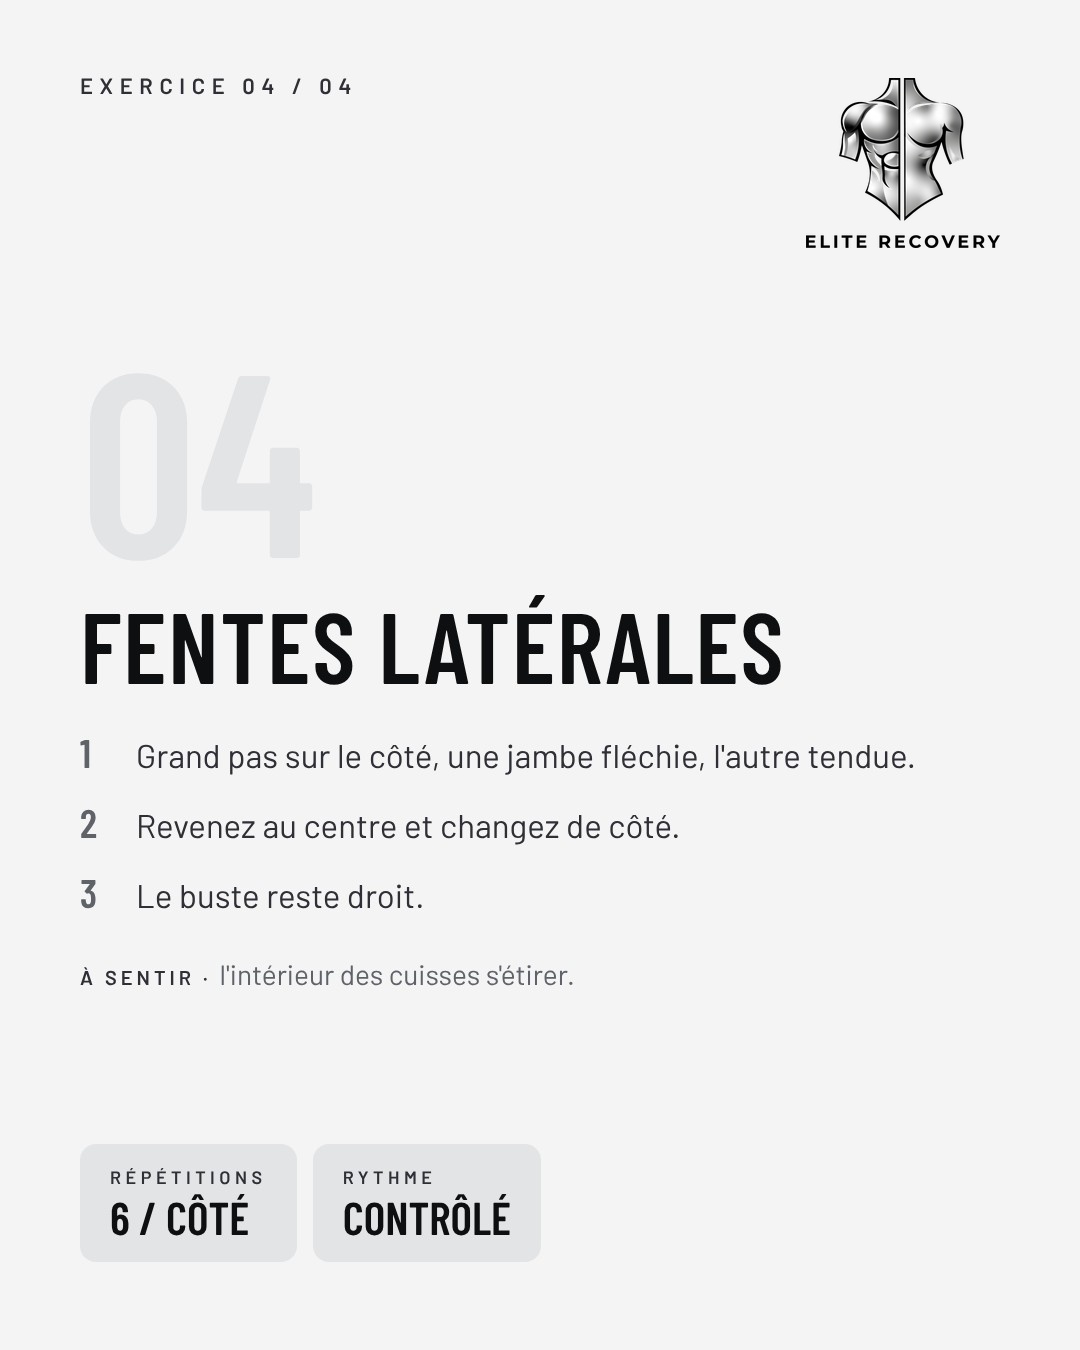 EXERCICE 04 / 04
ELITE RECOVERY
04
FENTES LATÉRALES
1 Grand pas sur le côté, une jambe fléchie, l'autre tendue.
2 Revenez au centre et changez de côté.
3 Le buste reste droit.
À SENTIR · l'intérieur des cuisses s'étirer.
RÉPÉTITIONS
6 / CÔTÉ
RYTHME
CONTRÔLÉ